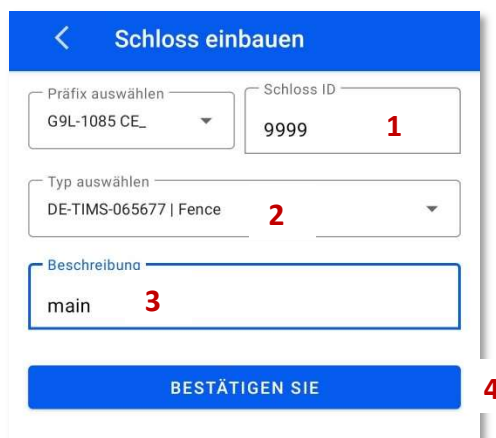 Schloss einbauen
Präfix auswählen
G9L-1085 CE_
Schloss ID
9999
1
Typ auswählen
DE-TIMS-065677 | Fence
2
Beschreibung
main
3
BESTÄTIGEN SIE
4